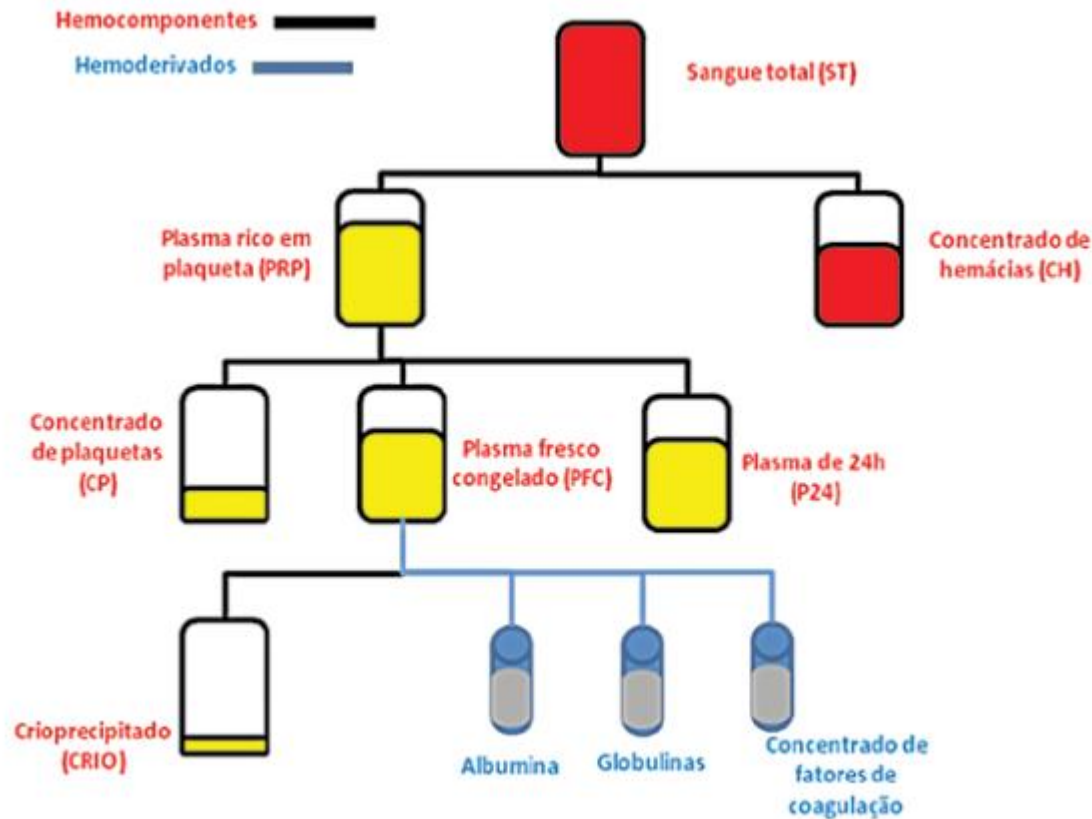 Hemocomponentes
Hemoderivados
Sangue total (ST)
Plasma rico em
plaqueta (PRP)
Concentrado de
hemácias (CH)
Concentrado
de plaquetas
(CP)
Plasma fresco
congelado (PFC)
Plasma de 24h
(P24)
Crioprecipitado
(CRIO)
Albumina
Globulinas
Concentrado de
fatores de
coagulação